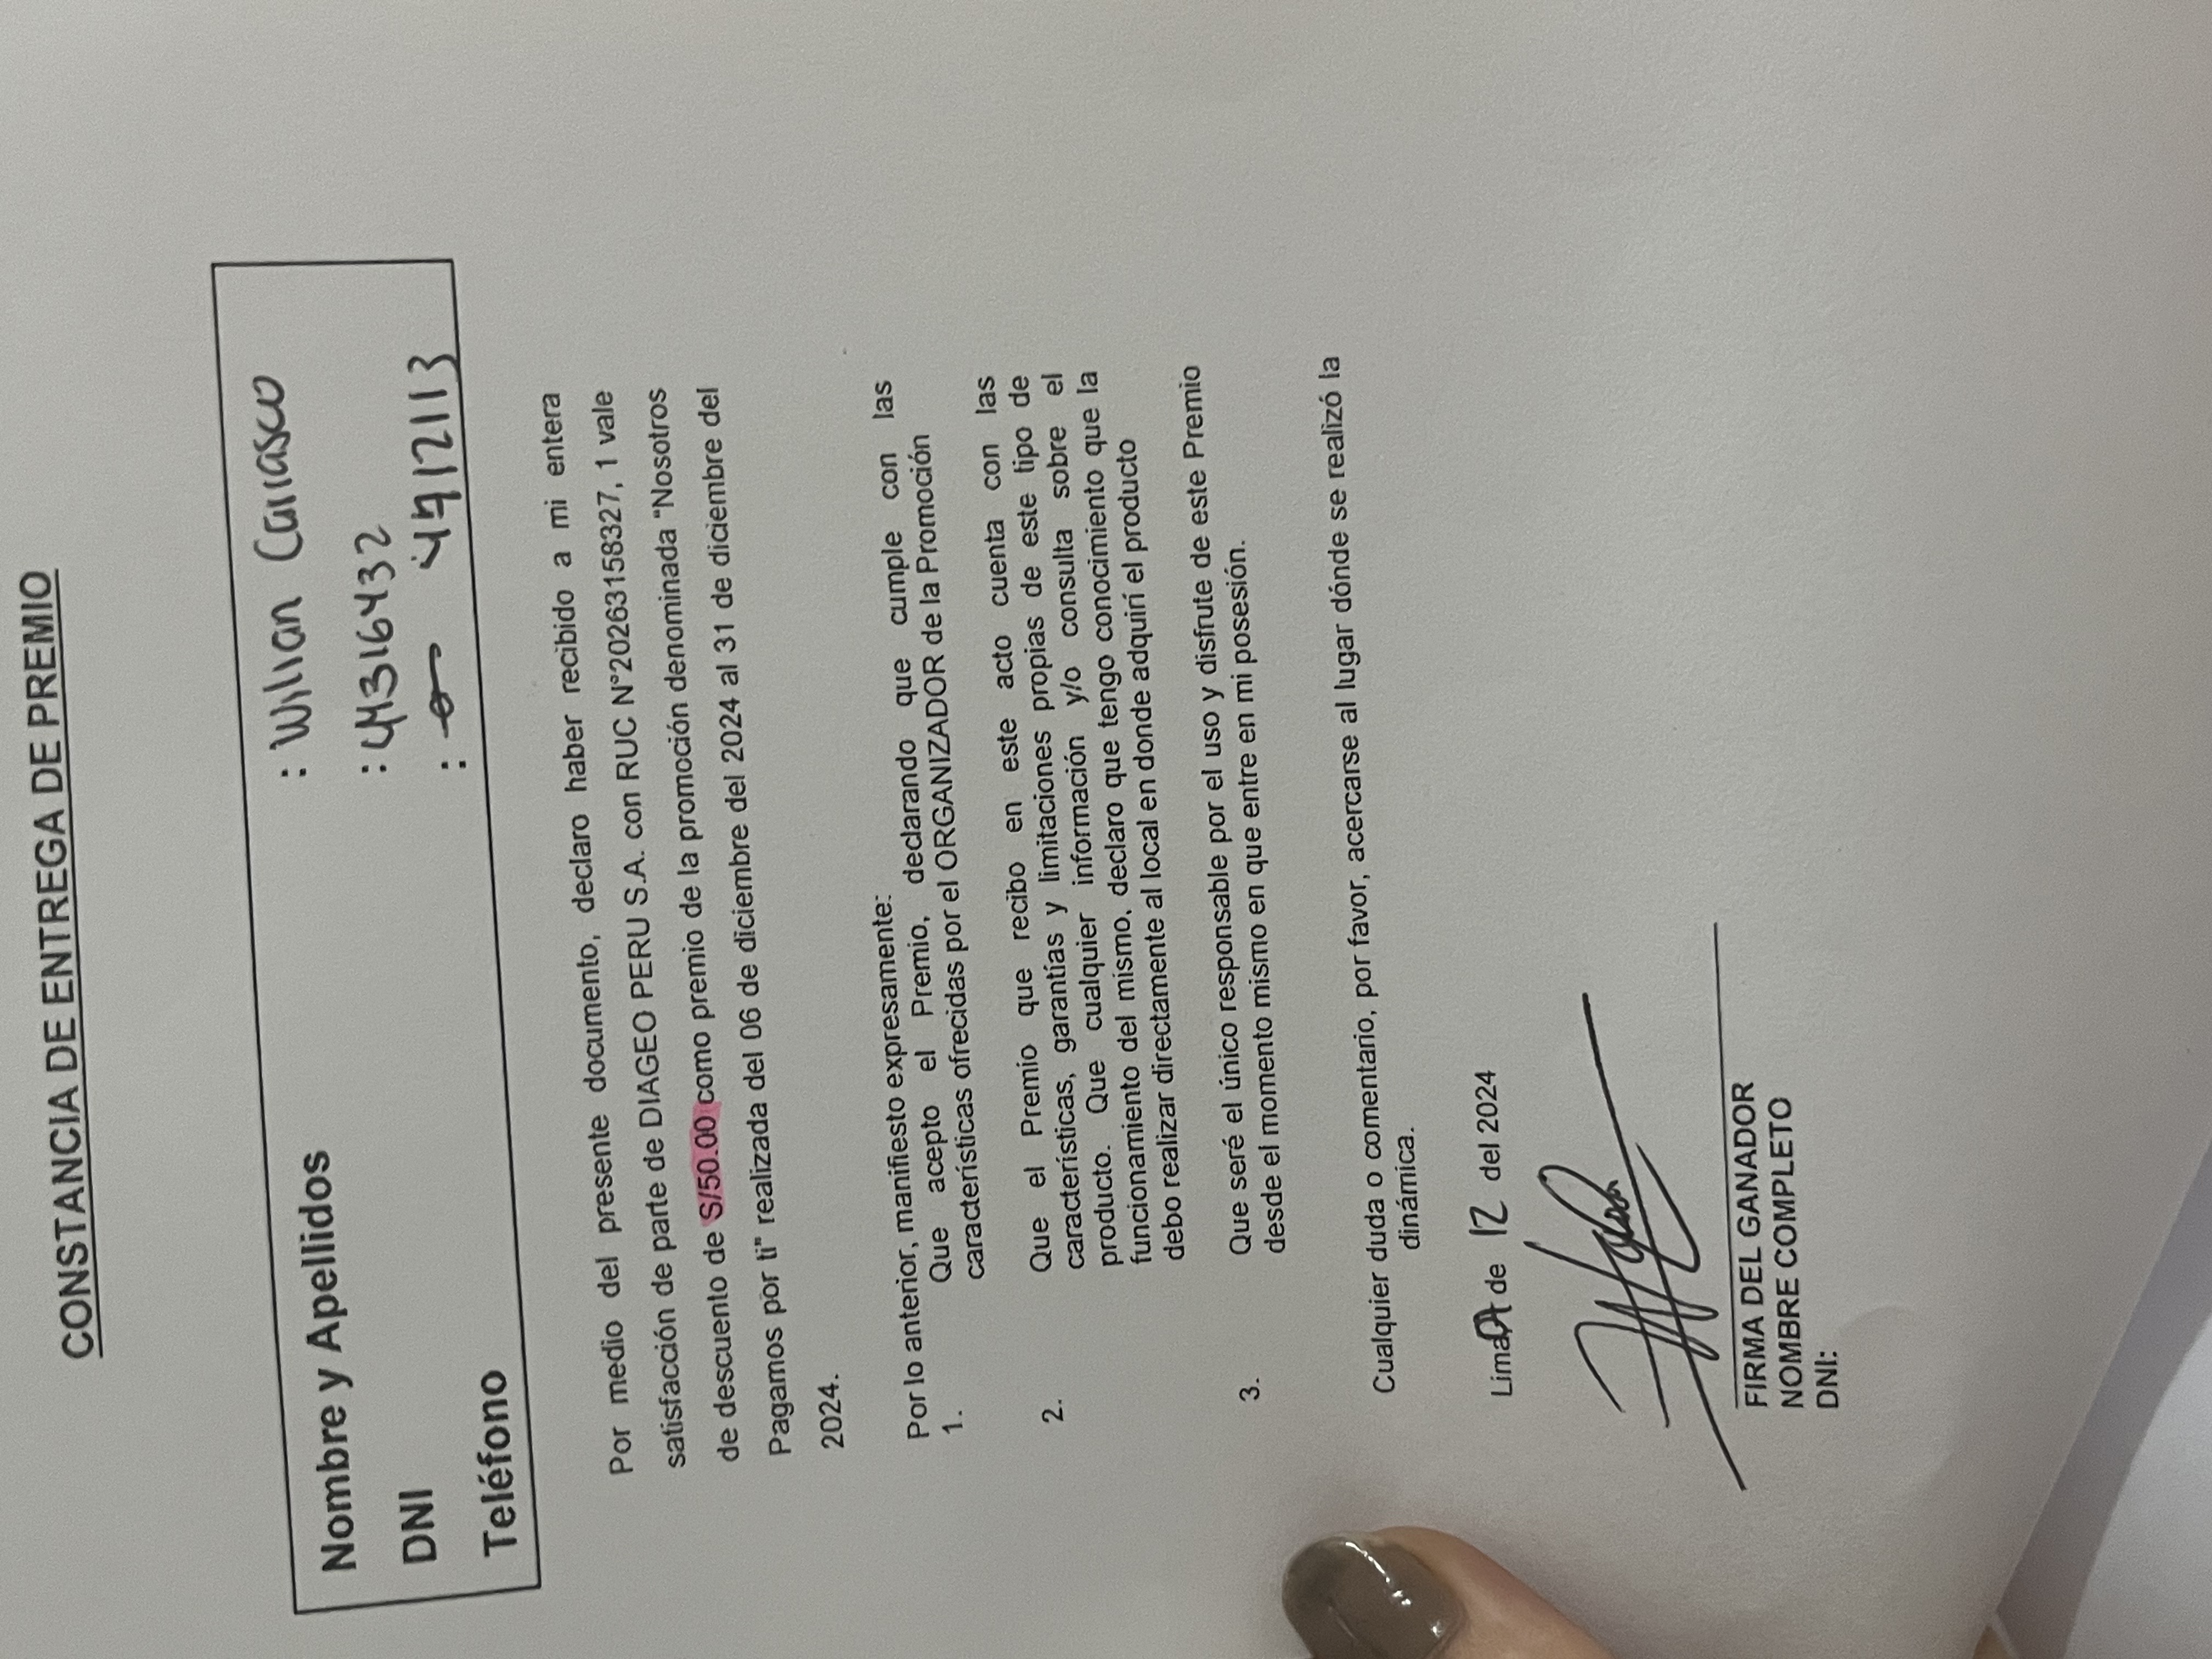 CONSTANCIA DE ENTREGA DE PREMIO
Nombre y Apellidos : Wilian Carrasco
DNI : 44316432
Teléfono : 4712113
Por medio del presente documento, declaro haber recibido a mi entera
satisfacción de parte de DIAGEO PERU S.A. con RUC N°20263158327, 1 vale
de descuento de S/50.00 como premio de la promoción denominada “Nosotros
Pagamos por ti” realizada del 06 de diciembre del 2024 al 31 de diciembre del
2024.
Por lo anterior, manifiesto expresamente:
1. Que acepto el Premio, declarando que cumple con las
características ofrecidas por el ORGANIZADOR de la Promoción
2. Que el Premio que recibo en este acto cuenta con las
características, garantías y limitaciones propias de este tipo de
producto. Que cualquier información y/o consulta sobre el
funcionamiento del mismo, declaro que tengo conocimiento que la
debo realizar directamente al local en donde adquirí el producto
3. Que seré el único responsable por el uso y disfrute de este Premio
desde el momento mismo en que entre en mi posesión.
Cualquier duda o comentario, por favor, acercarse al lugar dónde se realizó la
dinámica.
Lima, de 12 del 2024
FIRMA DEL GANADOR
NOMBRE COMPLETO
DNI: